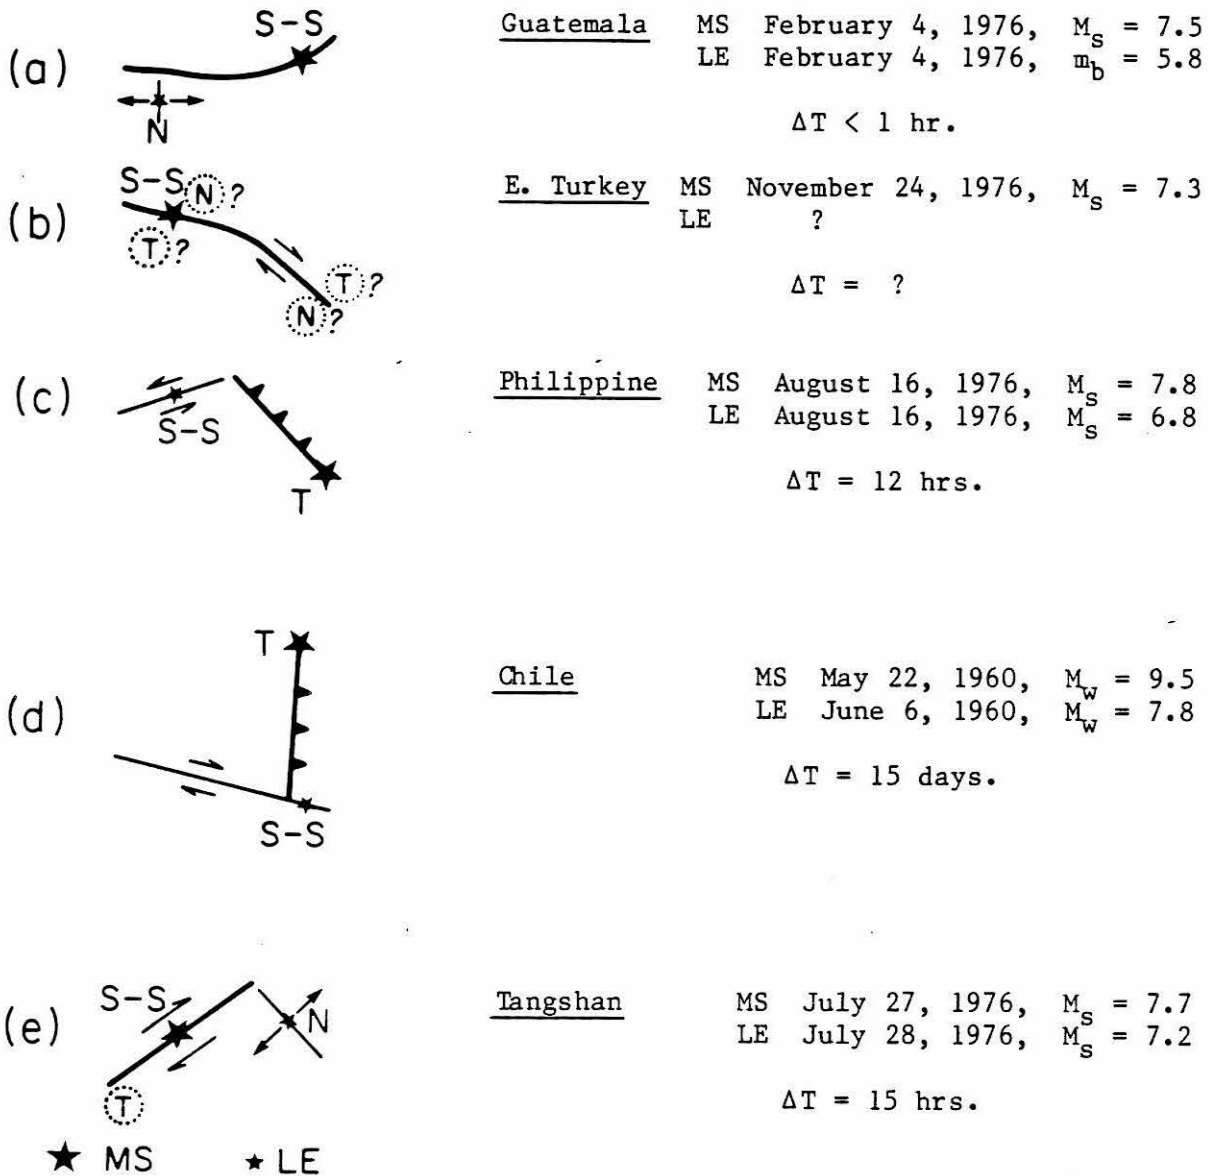 (a)
S-S
N
Guatemala MS February 4, 1976, Ms = 7.5
LE February 4, 1976, mb = 5.8
ΔT < 1 hr.
(b)
S-S N?
T?
T?
N?
E. Turkey MS November 24, 1976, Ms = 7.3
LE ?
ΔT = ?
(c)
S-S
T
Philippine MS August 16, 1976, Ms = 7.8
LE August 16, 1976, Ms = 6.8
ΔT = 12 hrs.
(d)
T
S-S
Chile MS May 22, 1960, Mw = 9.5
LE June 6, 1960, Mw = 7.8
ΔT = 15 days.
(e)
S-S
N
T
Tangshan MS July 27, 1976, Ms = 7.7
LE July 28, 1976, Ms = 7.2
ΔT = 15 hrs.
★ MS ★ LE